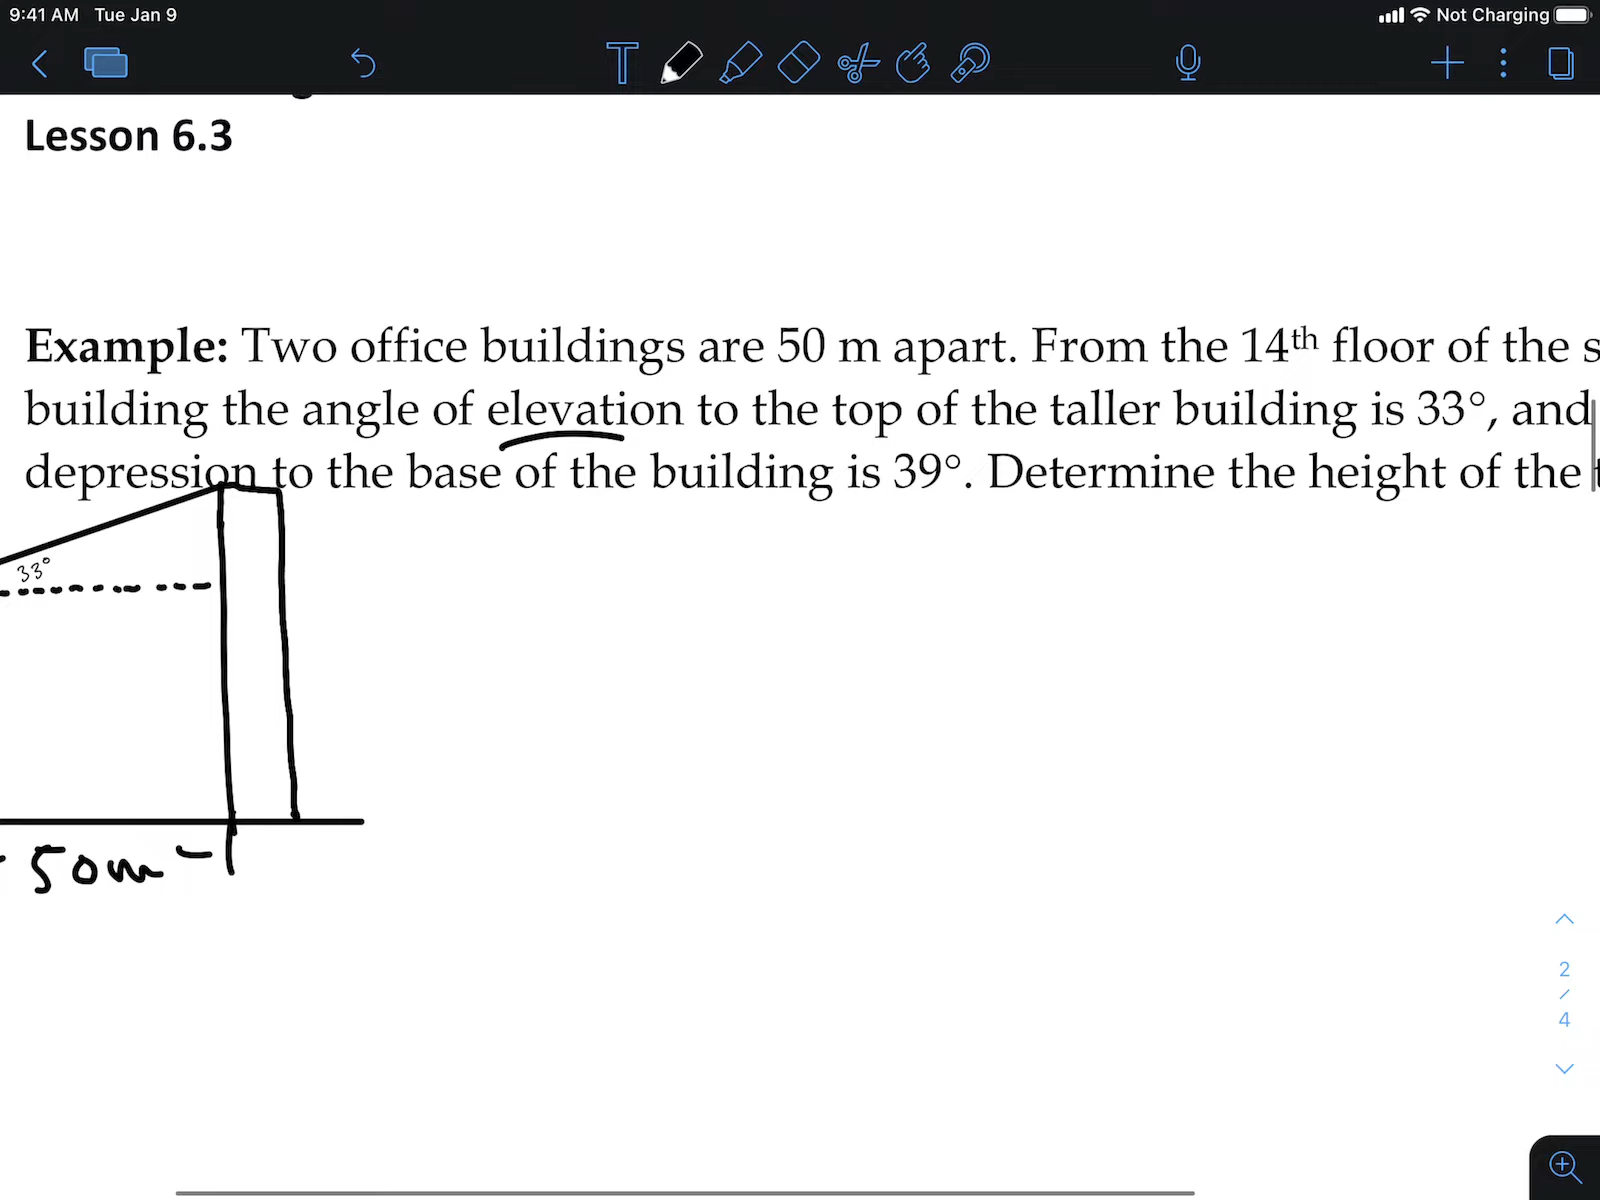 9:41 AM Tue Jan 9
Not Charging
Lesson 6.3
Example: Two office buildings are 50 m apart. From the 14th floor of the
building the angle of elevation to the top of the taller building is 33°, and
depression to the base of the building is 39°. Determine the height of the
33°
50m
2
/
4